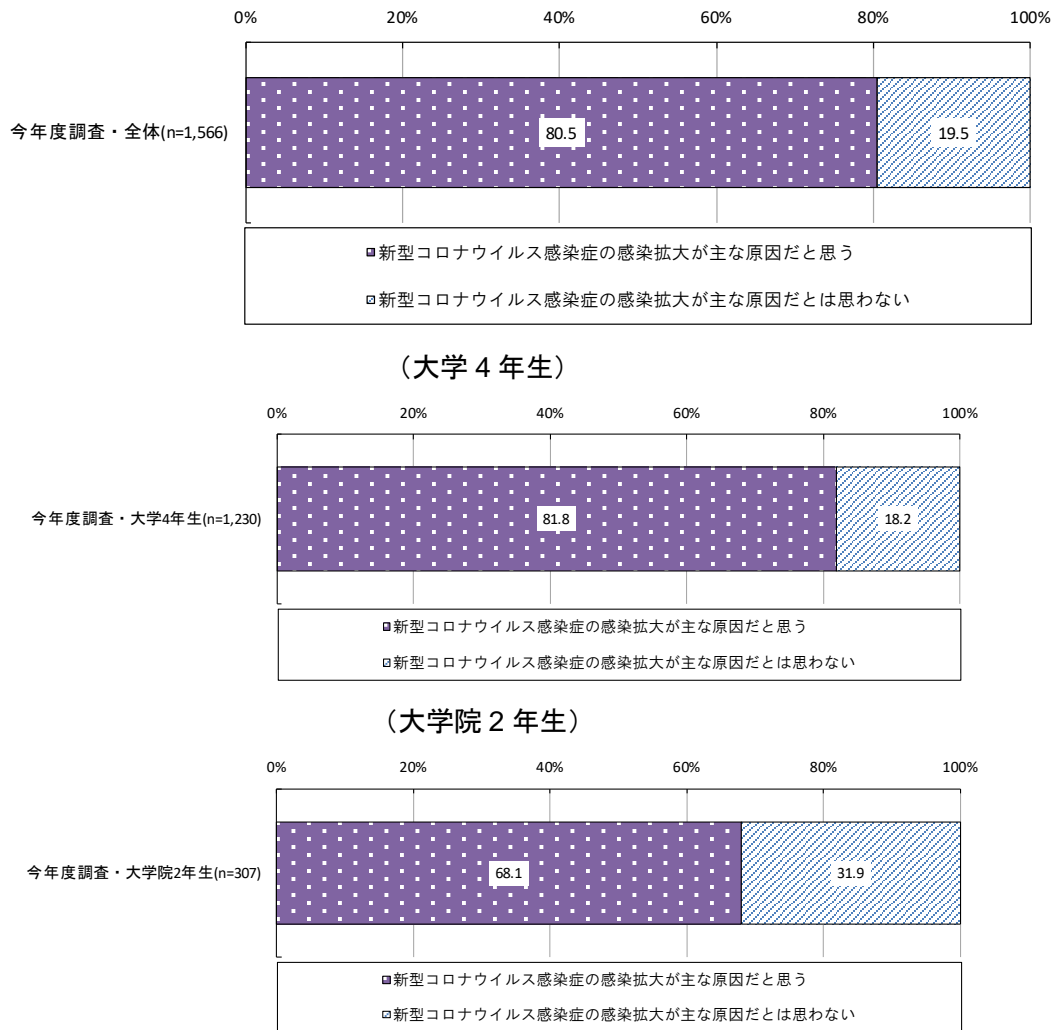 0% 20% 40% 60% 80% 100%
今年度調査・全体(n=1,566)
80.5 19.5
新型コロナウイルス感染症の感染拡大が主な原因だと思う
新型コロナウイルス感染症の感染拡大が主な原因だとは思わない
（大学4年生）
0% 20% 40% 60% 80% 100%
今年度調査・大学4年生(n=1,230)
81.8 18.2
新型コロナウイルス感染症の感染拡大が主な原因だと思う
新型コロナウイルス感染症の感染拡大が主な原因だとは思わない
（大学院2年生）
0% 20% 40% 60% 80% 100%
今年度調査・大学院2年生(n=307)
68.1 31.9
新型コロナウイルス感染症の感染拡大が主な原因だと思う
新型コロナウイルス感染症の感染拡大が主な原因だとは思わない